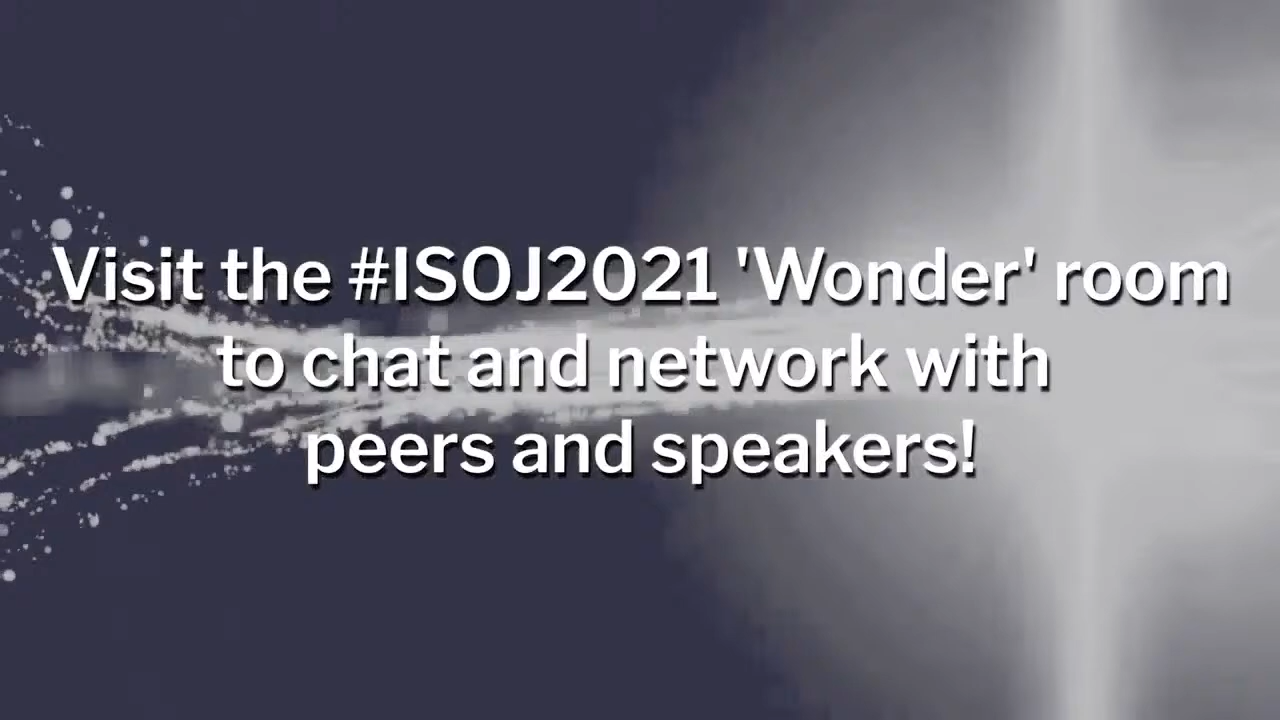 Visit the #ISOJ2021 'Wonder' room
to chat and network with
peers and speakers!